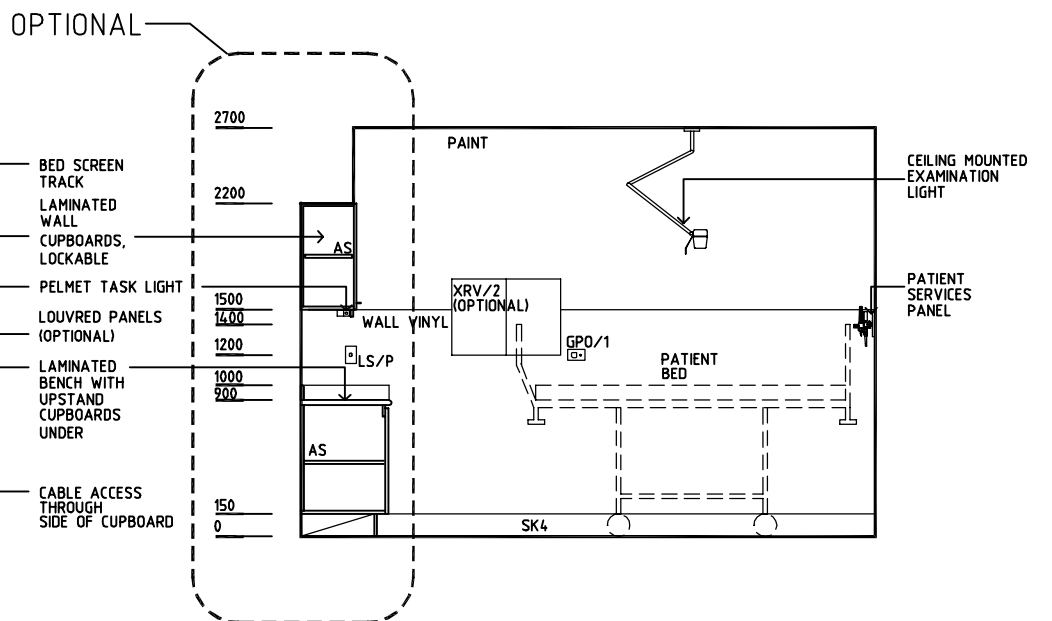 OPTIONAL
2700
PAINT
BED SCREEN
TRACK
CEILING MOUNTED
EXAMINATION
LIGHT
2200
LAMINATED
WALL
CUPBOARDS,
LOCKABLE
AS
PELMET TASK LIGHT
XRV/2
(OPTIONAL)
PATIENT
SERVICES
PANEL
1500
1400
LOUVRED PANELS
(OPTIONAL)
WALL VINYL
1200
GPO/1
LS/P
PATIENT
BED
LAMINATED
BENCH WITH
UPSTAND
CUPBOARDS
UNDER
1000
900
AS
CABLE ACCESS
THROUGH
SIDE OF CUPBOARD
150
0
SK4